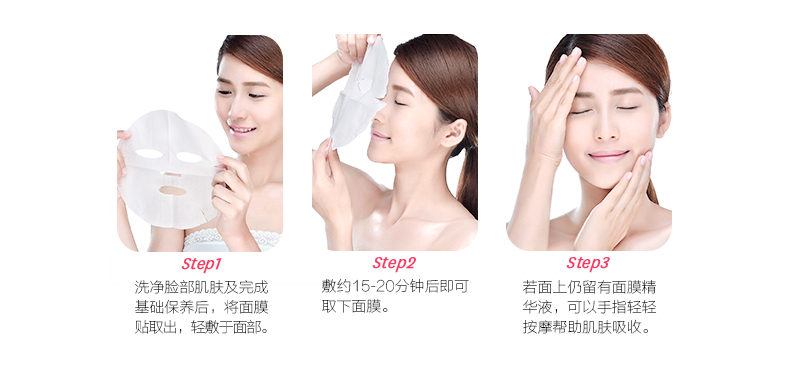 Step1
洗净脸部肌肤及完成
基础保养后，将面膜
贴取出，轻敷于面部。
Step2
敷约15-20分钟后即可
取下面膜。
Step3
若面上仍留有面膜精
华液，可以手指轻轻
按摩帮助肌肤吸收。